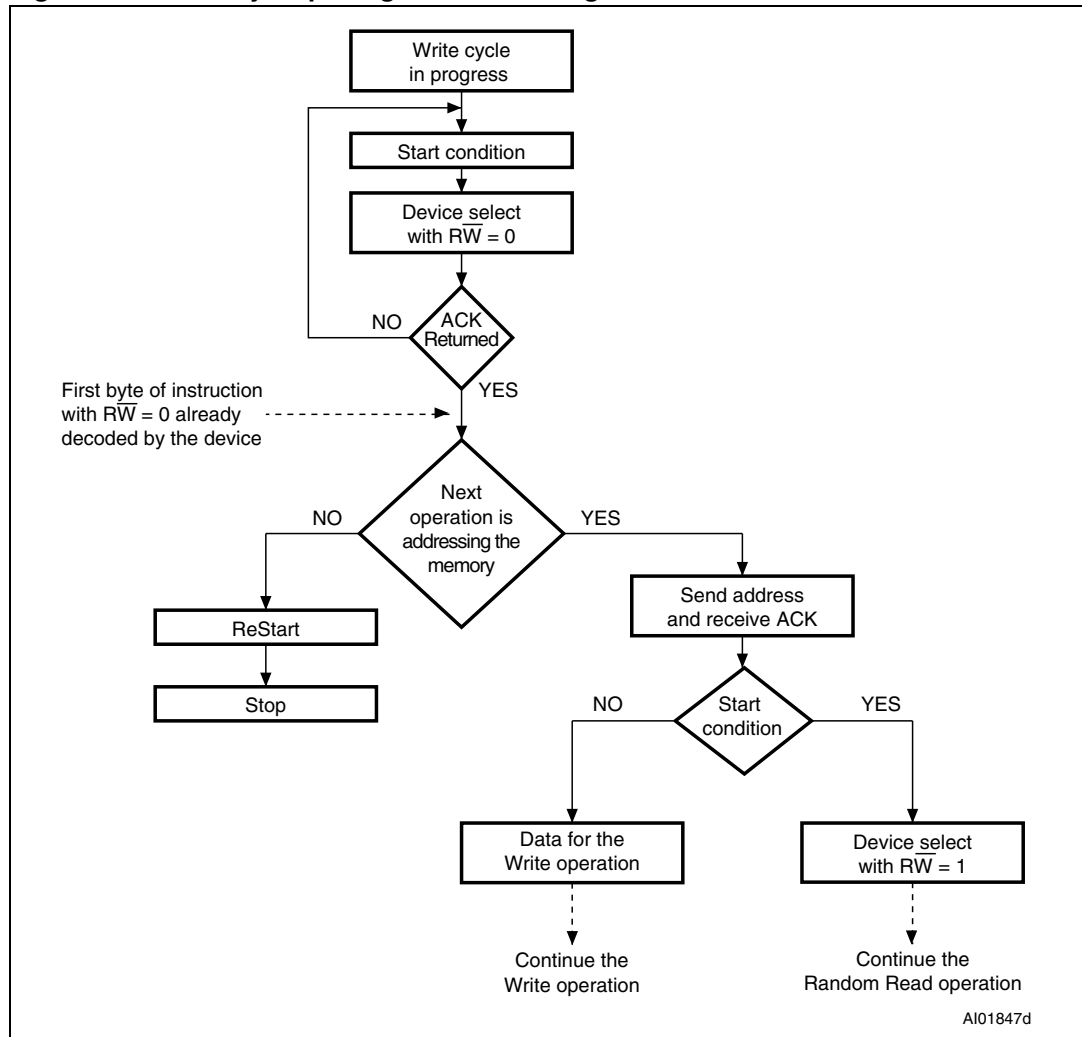 Write cycle
in progress
Start condition
Device select
with RW̅ = 0
NO
ACK
Returned
YES
First byte of instruction
with RW̅ = 0 already
decoded by the device
NO
Next
operation is
addressing the
memory
YES
Send address
and receive ACK
ReStart
Stop
NO
Start
condition
YES
Data for the
Write operation
Device select
with RW̅ = 1
Continue the
Write operation
Continue the
Random Read operation
AI01847d